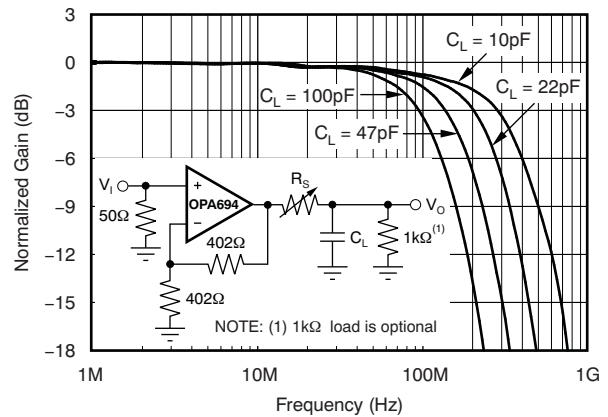 Normalized Gain (dB)
0
−3
−6
−9
−12
−15
−18
1M
10M
100M
1G
Frequency (Hz)
C_L = 10pF
C_L = 22pF
C_L = 100pF
C_L = 47pF
V_I
50Ω
+
−
OPA694
R_S
V_O
402Ω
C_L
1kΩ(1)
402Ω
NOTE: (1) 1kΩ load is optional